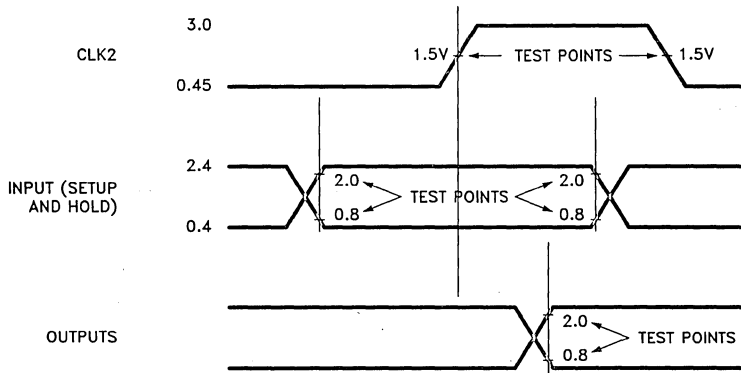 3.0
CLK2
1.5V
TEST POINTS
1.5V
0.45
2.4
2.0
2.0
INPUT (SETUP
AND HOLD)
TEST POINTS
0.8
0.8
0.4
2.0
OUTPUTS
TEST POINTS
0.8